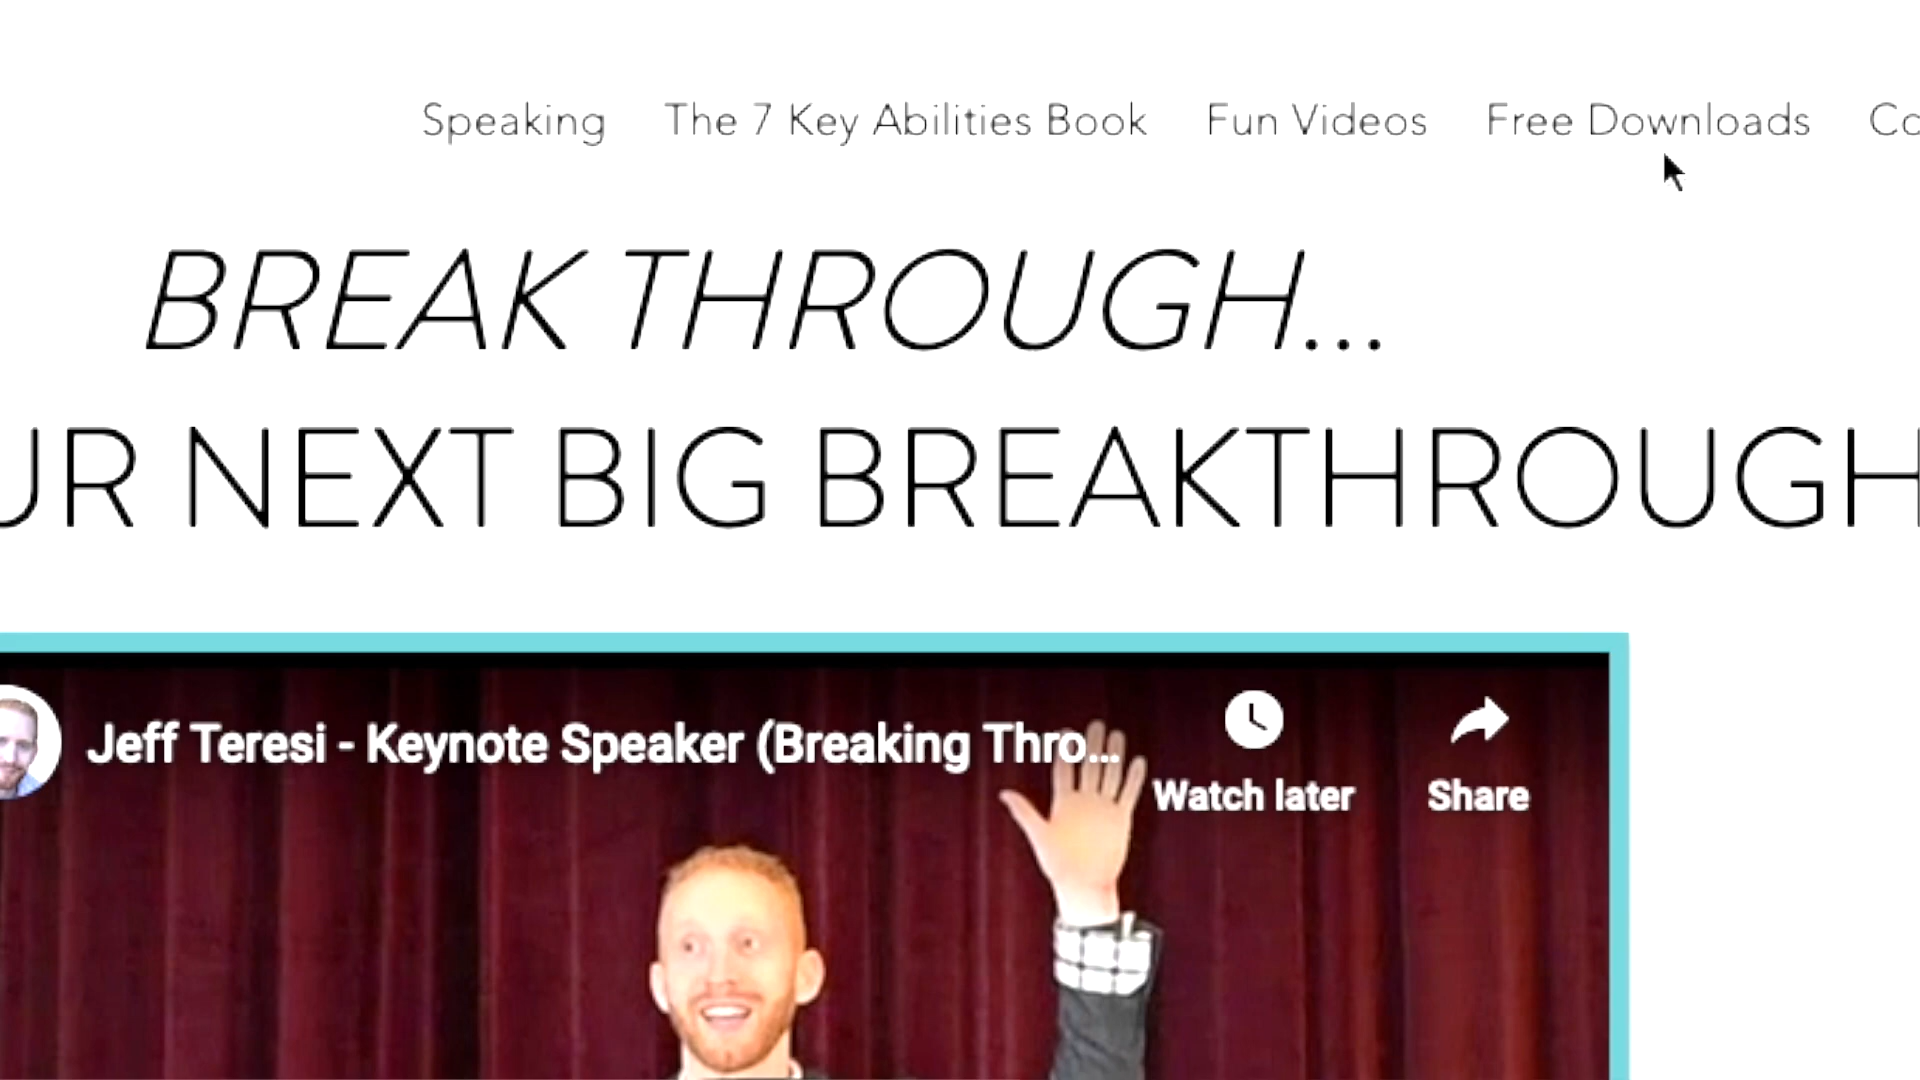 Speaking The 7 Key Abilities Book Fun Videos Free Downloads
BREAK THROUGH...
NEXT BIG BREAKTHROUGH
Jeff Teresi - Keynote Speaker (Breaking Thro...
Watch later Share